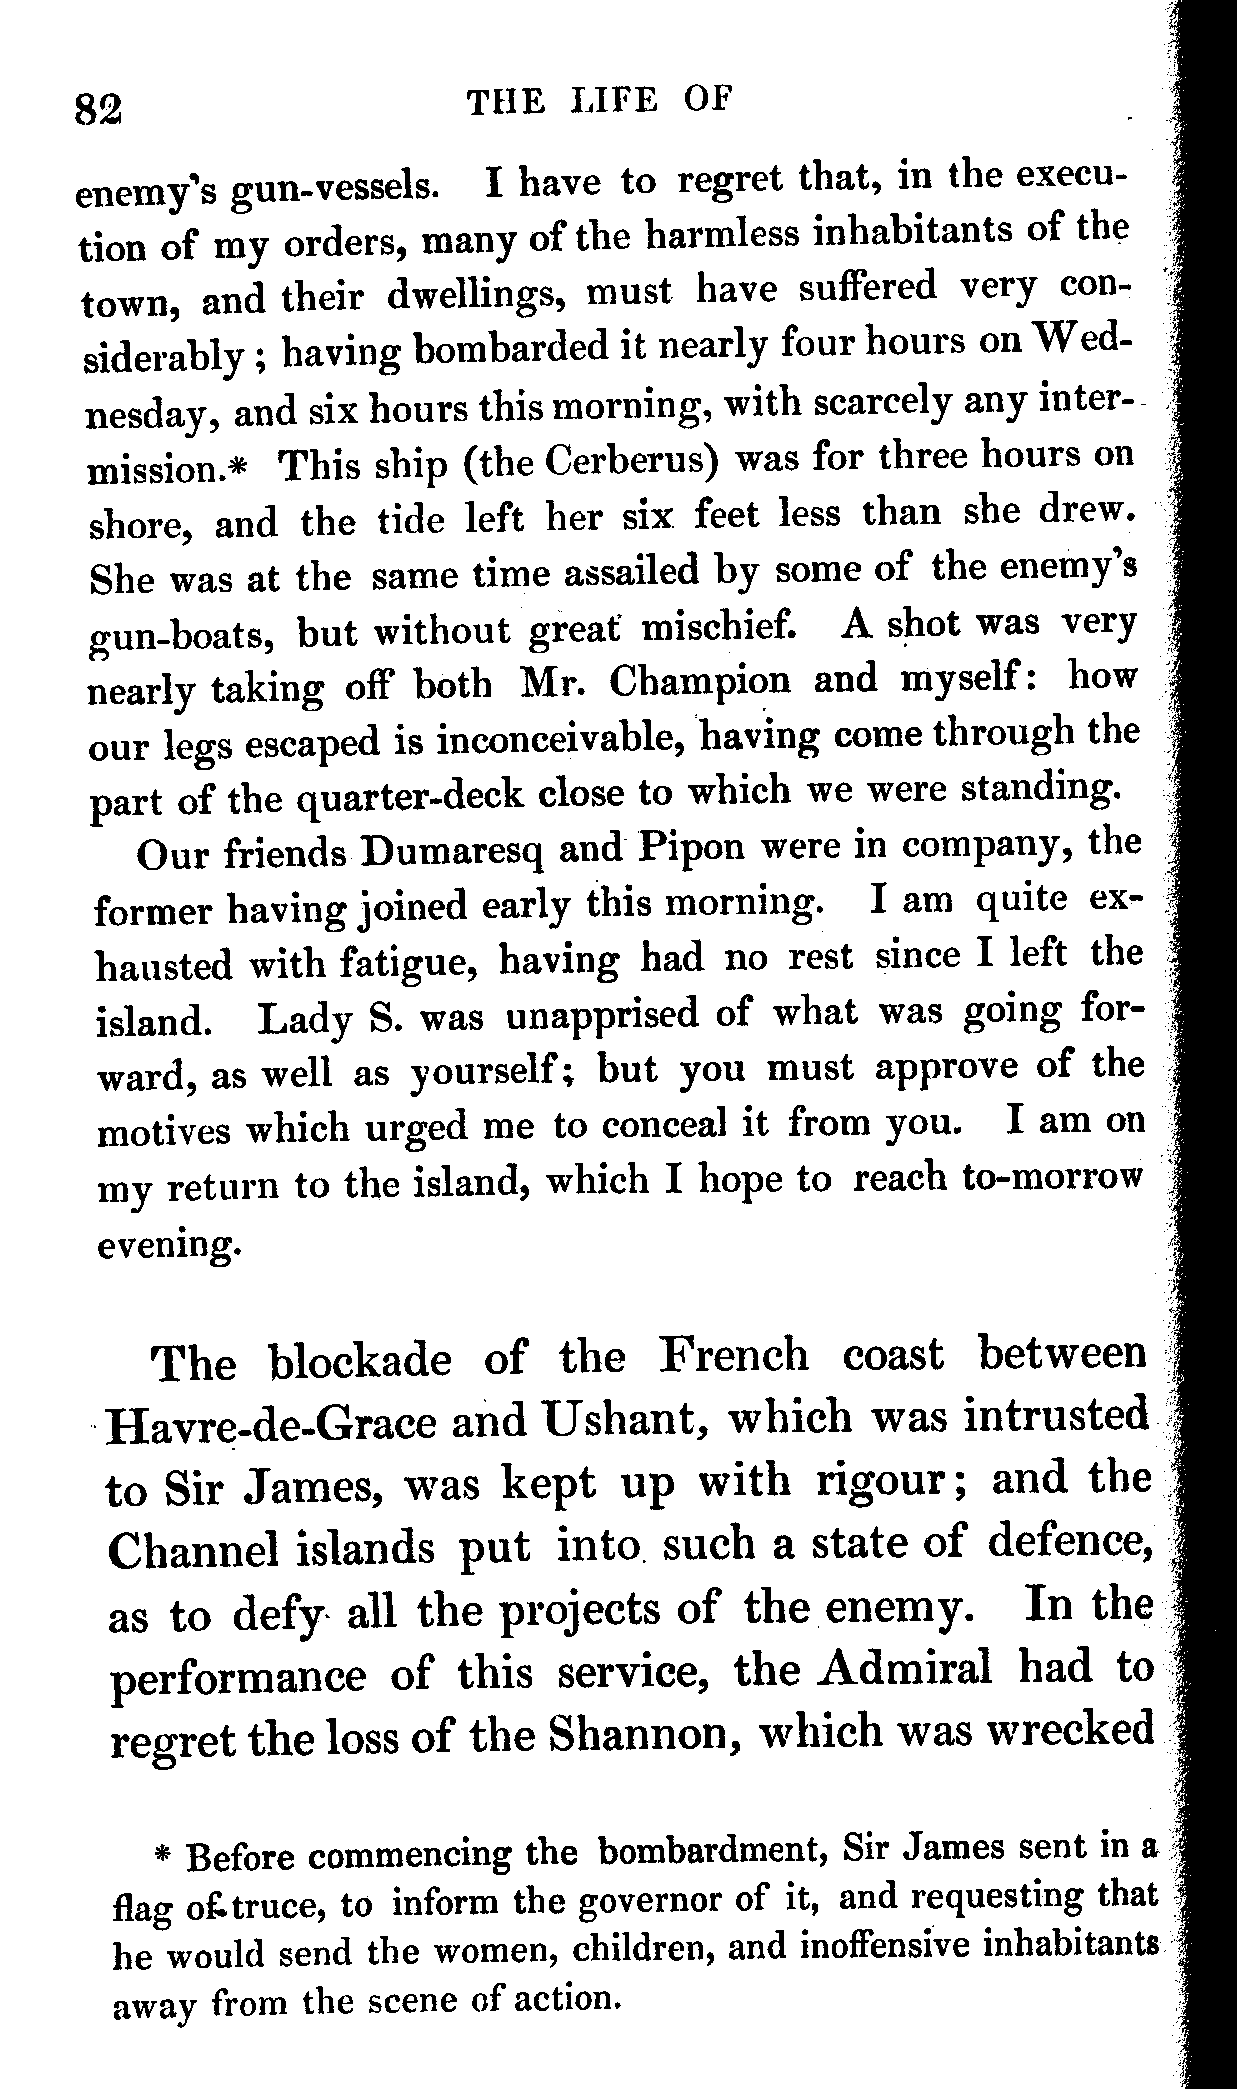 82 THE LIFE OF
enemy's gun-vessels. I have to regret that, in the execu-
tion of my orders, many of the harmless inhabitants of the
town, and their dwellings, must have suffered very con-
siderably; having bombarded it nearly four hours on Wed-
nesday, and six hours this morning, with scarcely any inter-
mission.* This ship (the Cerberus) was for three hours on
shore, and the tide left her six feet less than she drew.
She was at the same time assailed by some of the enemy's
gun-boats, but without great mischief. A shot was very
nearly taking off both Mr. Champion and myself: how
our legs escaped is inconceivable, having come through the
part of the quarter-deck close to which we were standing.
Our friends Dumaresq and Pipon were in company, the
former having joined early this morning. I am quite ex-
hausted with fatigue, having had no rest since I left the
island. Lady S. was unapprised of what was going for-
ward, as well as yourself; but you must approve of the
motives which urged me to conceal it from you. I am on
my return to the island, which I hope to reach to-morrow
evening.
The blockade of the French coast between
Havre-de-Grace and Ushant, which was intrusted
to Sir James, was kept up with rigour; and the
Channel islands put into such a state of defence,
as to defy all the projects of the enemy. In the
performance of this service, the Admiral had to
regret the loss of the Shannon, which was wrecked
* Before commencing the bombardment, Sir James sent in a
flag of truce, to inform the governor of it, and requesting that
he would send the women, children, and inoffensive inhabitants
away from the scene of action.